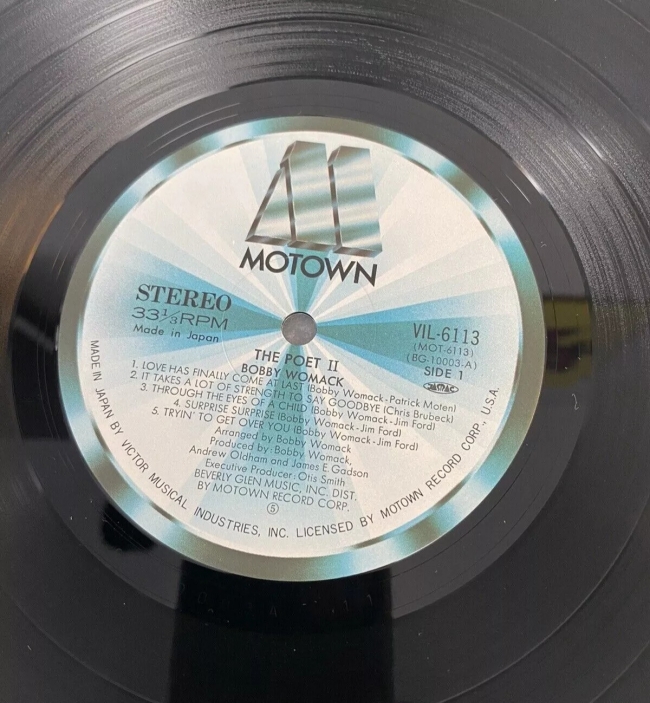 MOTOWN
STEREO
33⅓RPM
Made in Japan
VIL-6113
(MOT-6113)
(BG-10003-A)
SIDE 1
THE POET II
BOBBY WOMACK
1. LOVE HAS FINALLY COME AT LAST (Bobby Womack-Patrick Moten)
2. IT TAKES A LOT OF STRENGTH TO SAY GOODBYE (Chris Brubeck)
3. THROUGH THE EYES OF A CHILD (Bobby Womack-Jim Ford)
4. SURPRISE SURPRISE (Bobby Womack-Jim Ford)
5. TRYIN' TO GET OVER YOU (Bobby Womack-Jim Ford)
Arranged by Bobby Womack
Produced by: Bobby Womack,
Andrew Oldham and James E. Gadson
Executive Producer: Otis Smith
BEVERLY GLEN MUSIC, INC. DIST.
BY MOTOWN RECORD CORP.
⑤
MADE IN JAPAN BY VICTOR MUSICAL INDUSTRIES, INC. LICENSED BY MOTOWN RECORD CORP., U.S.A.